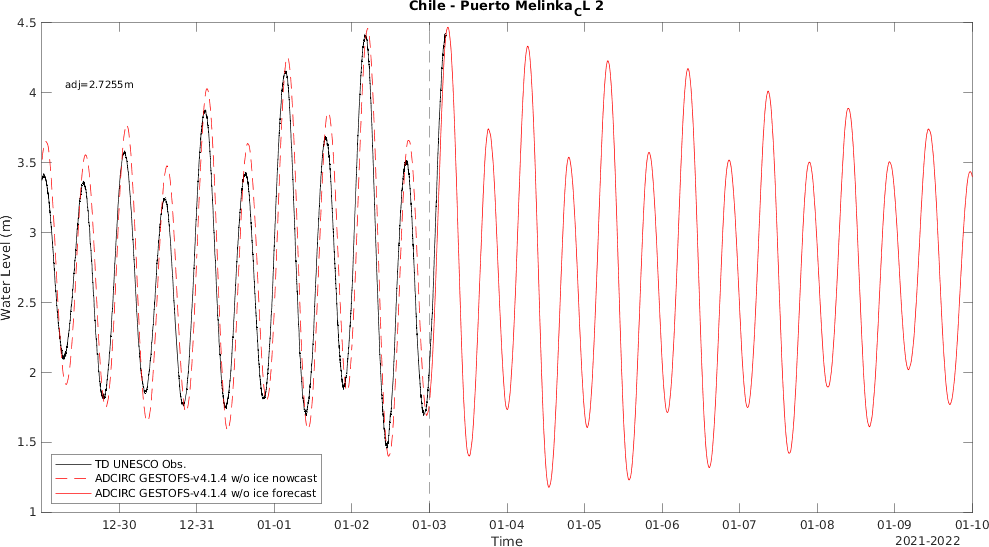 Chile - Puerto Melinka_CL 2
4.5
4
3.5
3
2.5
2
1.5
1
Water Level (m)
adj=2.7255m
TD UNESCO Obs.
ADCIRC GESTOFS-v4.1.4 w/o ice nowcast
ADCIRC GESTOFS-v4.1.4 w/o ice forecast
12-30 12-31 01-01 01-02 01-03 01-04 01-05 01-06 01-07 01-08 01-09 01-10
Time
2021-2022